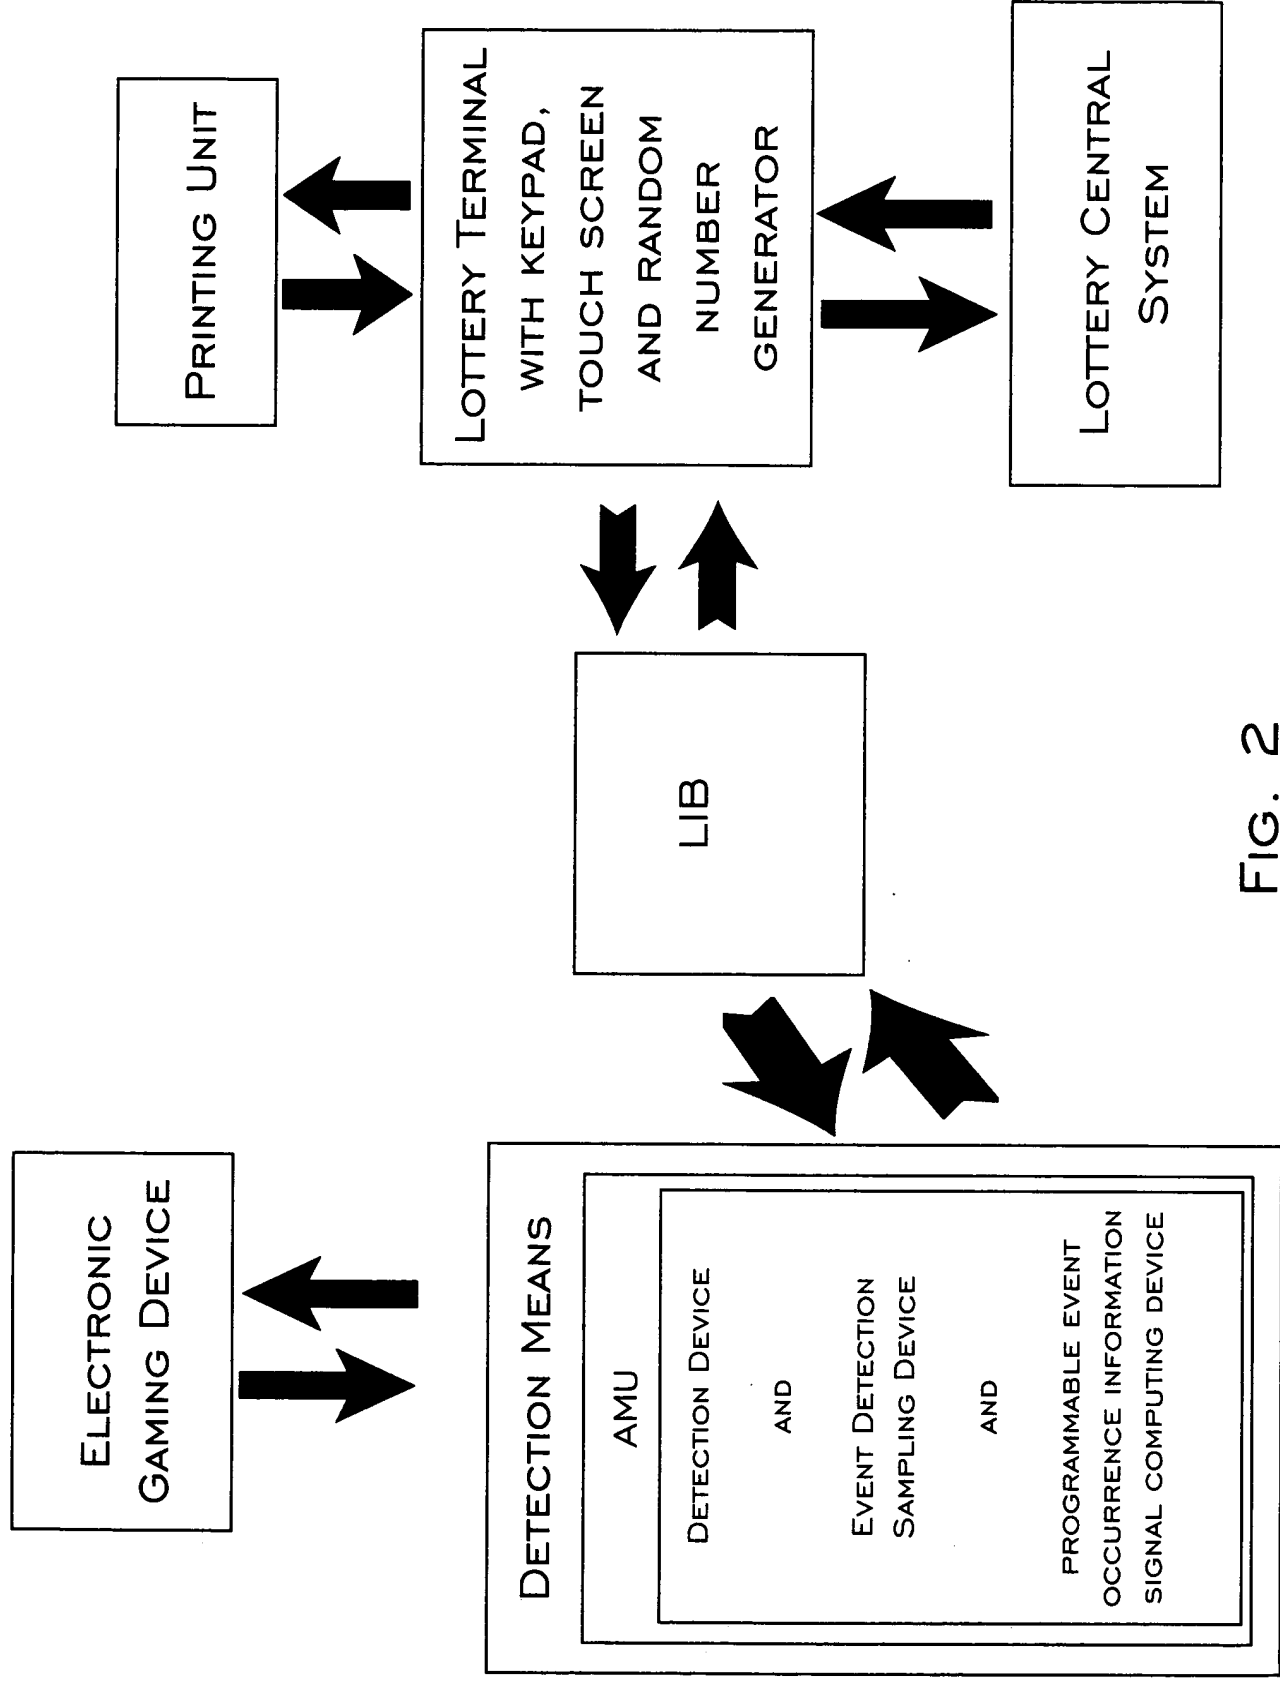 ELECTRONIC
GAMING DEVICE
DETECTION MEANS
AMU
DETECTION DEVICE
AND
EVENT DETECTION
SAMPLING DEVICE
AND
PROGRAMMABLE EVENT
OCCURRENCE INFORMATION
SIGNAL COMPUTING DEVICE
LIB
PRINTING UNIT
LOTTERY TERMINAL
WITH KEYPAD,
TOUCH SCREEN
AND RANDOM
NUMBER
GENERATOR
LOTTERY CENTRAL
SYSTEM
FIG. 2